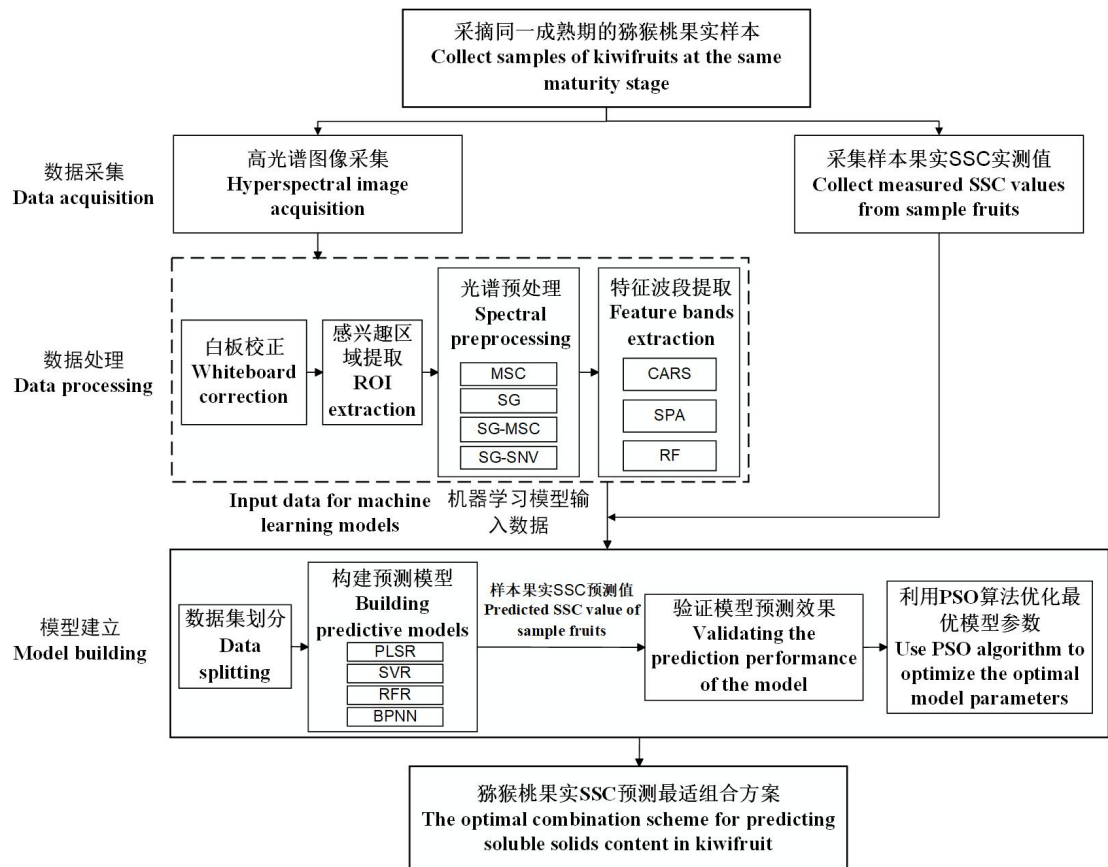 采摘同一成熟期的猕猴桃果实样本
Collect samples of kiwifruits at the same
maturity stage
数据采集
Data acquisition
高光谱图像采集
Hyperspectral image
acquisition
采集样本果实SSC实测值
Collect measured SSC values
from sample fruits
数据处理
Data processing
白板校正
Whiteboard
correction
感兴趣区
域提取
ROI
extraction
光谱预处理
Spectral
preprocessing
MSC
SG
SG-MSC
SG-SNV
特征波段提取
Feature bands
extraction
CARS
SPA
RF
Input data for machine
learning models
机器学习模型输
入数据
模型建立
Model building
数据集划分
Data
splitting
构建预测模型
Building
predictive models
PLSR
SVR
RFR
BPNN
样本果实SSC预测值
Predicted SSC value of
sample fruits
验证模型预测效果
Validating the
prediction performance
of the model
利用PSO算法优化最
优模型参数
Use PSO algorithm to
optimize the optimal
model parameters
猕猴桃果实SSC预测最适组合方案
The optimal combination scheme for predicting
soluble solids content in kiwifruit